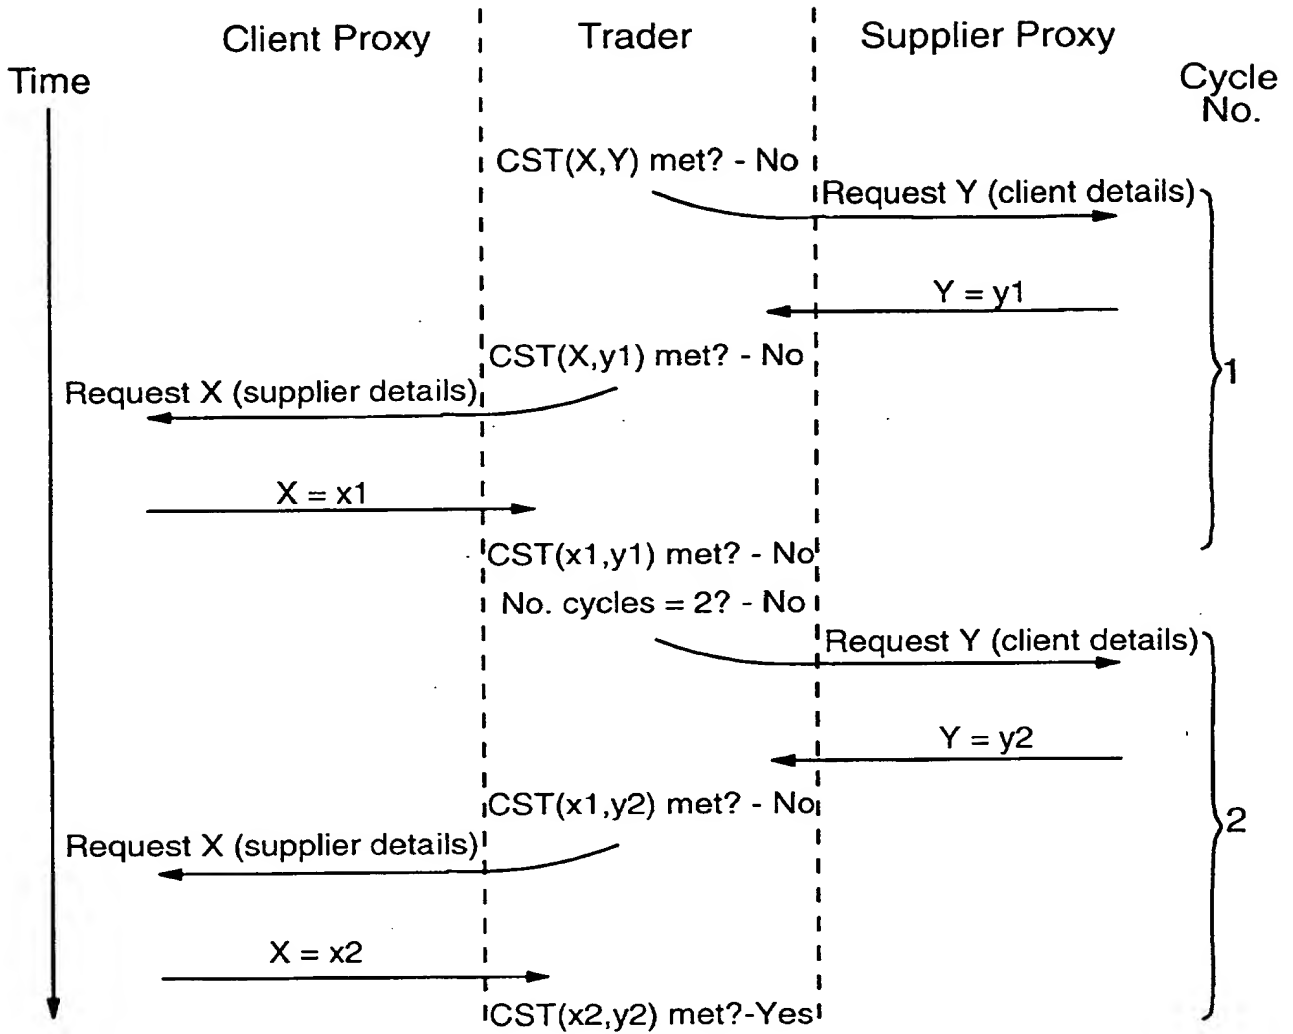 Client Proxy
Trader
Supplier Proxy
Time
Cycle
No.
CST(X,Y) met? - No
Request Y (client details)
Y = y1
CST(X,y1) met? - No
1
Request X (supplier details)
X = x1
CST(x1,y1) met? - No
No. cycles = 2? - No
Request Y (client details)
Y = y2
CST(x1,y2) met? - No
2
Request X (supplier details)
X = x2
CST(x2,y2) met?-Yes